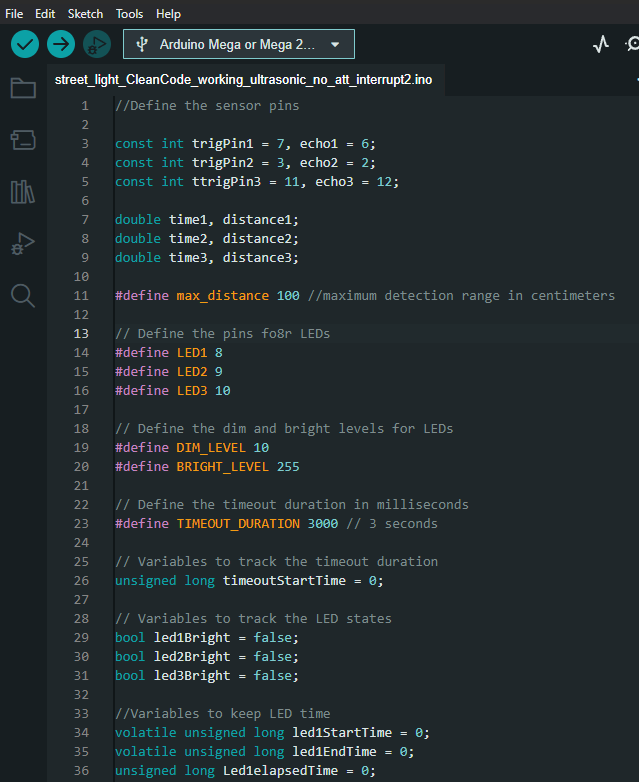 File Edit Sketch Tools Help
Arduino Mega or Mega 2...
street_light_CleanCode_working_ultrasonic_no_att_interrupt2.ino
1 //Define the sensor pins
2
3 const int trigPin1 = 7, echo1 = 6;
4 const int trigPin2 = 3, echo2 = 2;
5 const int ttrigPin3 = 11, echo3 = 12;
6
7 double time1, distance1;
8 double time2, distance2;
9 double time3, distance3;
10
11 #define max_distance 100 //maximum detection range in centimeters
12
13 // Define the pins fo8r LEDs
14 #define LED1 8
15 #define LED2 9
16 #define LED3 10
17
18 // Define the dim and bright levels for LEDs
19 #define DIM_LEVEL 10
20 #define BRIGHT_LEVEL 255
21
22 // Define the timeout duration in milliseconds
23 #define TIMEOUT_DURATION 3000 // 3 seconds
24
25 // Variables to track the timeout duration
26 unsigned long timeoutStartTime = 0;
27
28 // Variables to track the LED states
29 bool led1Bright = false;
30 bool led2Bright = false;
31 bool led3Bright = false;
32
33 //Variables to keep LED time
34 volatile unsigned long led1StartTime = 0;
35 volatile unsigned long led1EndTime = 0;
36 unsigned long Led1elapsedTime = 0;